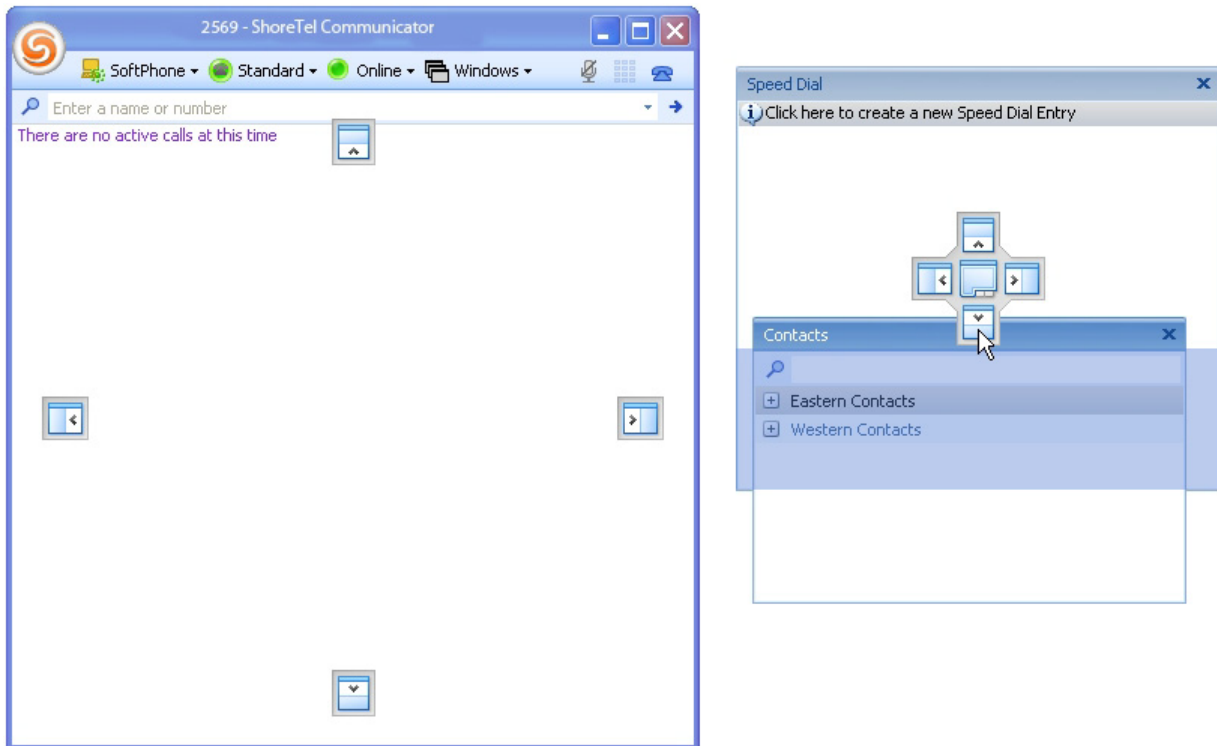 2569 - ShoreTel Communicator
SoftPhone Standard Online Windows
Enter a name or number
There are no active calls at this time
Speed Dial
Click here to create a new Speed Dial Entry
Contacts
Eastern Contacts
Western Contacts